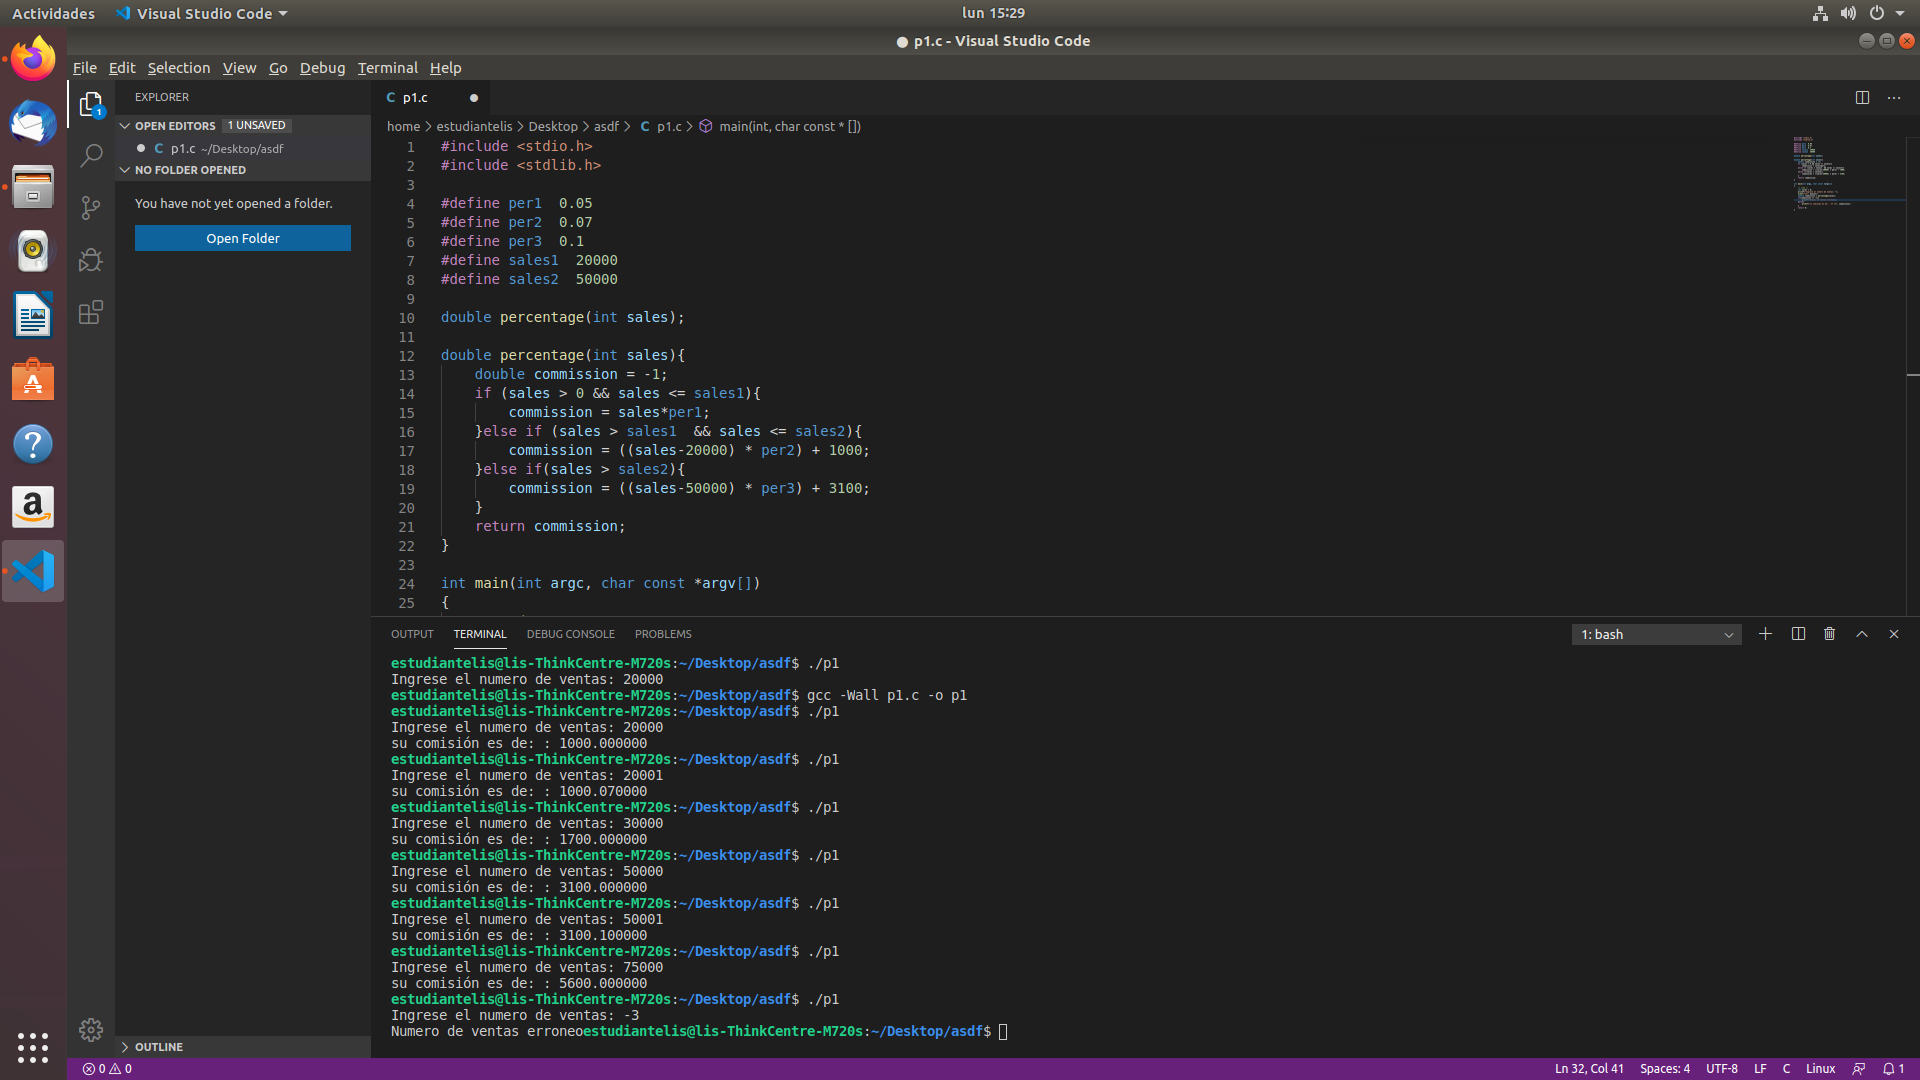 Actividades Visual Studio Code lun 15:29
● p1.c - Visual Studio Code
File Edit Selection View Go Debug Terminal Help
EXPLORER
OPEN EDITORS 1 UNSAVED
● C p1.c ~/Desktop/asdf
NO FOLDER OPENED
You have not yet opened a folder.
Open Folder
OUTLINE
C p1.c ●
home > estudiantelis > Desktop > asdf > C p1.c > main(int, char const * [])
1 #include <stdio.h>
2 #include <stdlib.h>
3
4 #define per1  0.05
5 #define per2  0.07
6 #define per3  0.1
7 #define sales1  20000
8 #define sales2  50000
9
10 double percentage(int sales);
11
12 double percentage(int sales){
13     double commission = -1;
14     if (sales > 0 && sales <= sales1){
15         commission = sales*per1;
16     }else if (sales > sales1  && sales <= sales2){
17         commission = ((sales-20000) * per2) + 1000;
18     }else if(sales > sales2){
19         commission = ((sales-50000) * per3) + 3100;
20     }
21     return commission;
22 }
23
24 int main(int argc, char const *argv[])
25 {
OUTPUT TERMINAL DEBUG CONSOLE PROBLEMS 1: bash
estudiantelis@lis-ThinkCentre-M720s:~/Desktop/asdf$ ./p1
Ingrese el numero de ventas: 20000
estudiantelis@lis-ThinkCentre-M720s:~/Desktop/asdf$ gcc -Wall p1.c -o p1
estudiantelis@lis-ThinkCentre-M720s:~/Desktop/asdf$ ./p1
Ingrese el numero de ventas: 20000
su comisión es de: : 1000.000000
estudiantelis@lis-ThinkCentre-M720s:~/Desktop/asdf$ ./p1
Ingrese el numero de ventas: 20001
su comisión es de: : 1000.070000
estudiantelis@lis-ThinkCentre-M720s:~/Desktop/asdf$ ./p1
Ingrese el numero de ventas: 30000
su comisión es de: : 1700.000000
estudiantelis@lis-ThinkCentre-M720s:~/Desktop/asdf$ ./p1
Ingrese el numero de ventas: 50000
su comisión es de: : 3100.000000
estudiantelis@lis-ThinkCentre-M720s:~/Desktop/asdf$ ./p1
Ingrese el numero de ventas: 50001
su comisión es de: : 3100.100000
estudiantelis@lis-ThinkCentre-M720s:~/Desktop/asdf$ ./p1
Ingrese el numero de ventas: 75000
su comisión es de: : 5600.000000
estudiantelis@lis-ThinkCentre-M720s:~/Desktop/asdf$ ./p1
Ingrese el numero de ventas: -3
Numero de ventas erroneoestudiantelis@lis-ThinkCentre-M720s:~/Desktop/asdf$
0 0 Ln 32, Col 41 Spaces: 4 UTF-8 LF C Linux 1